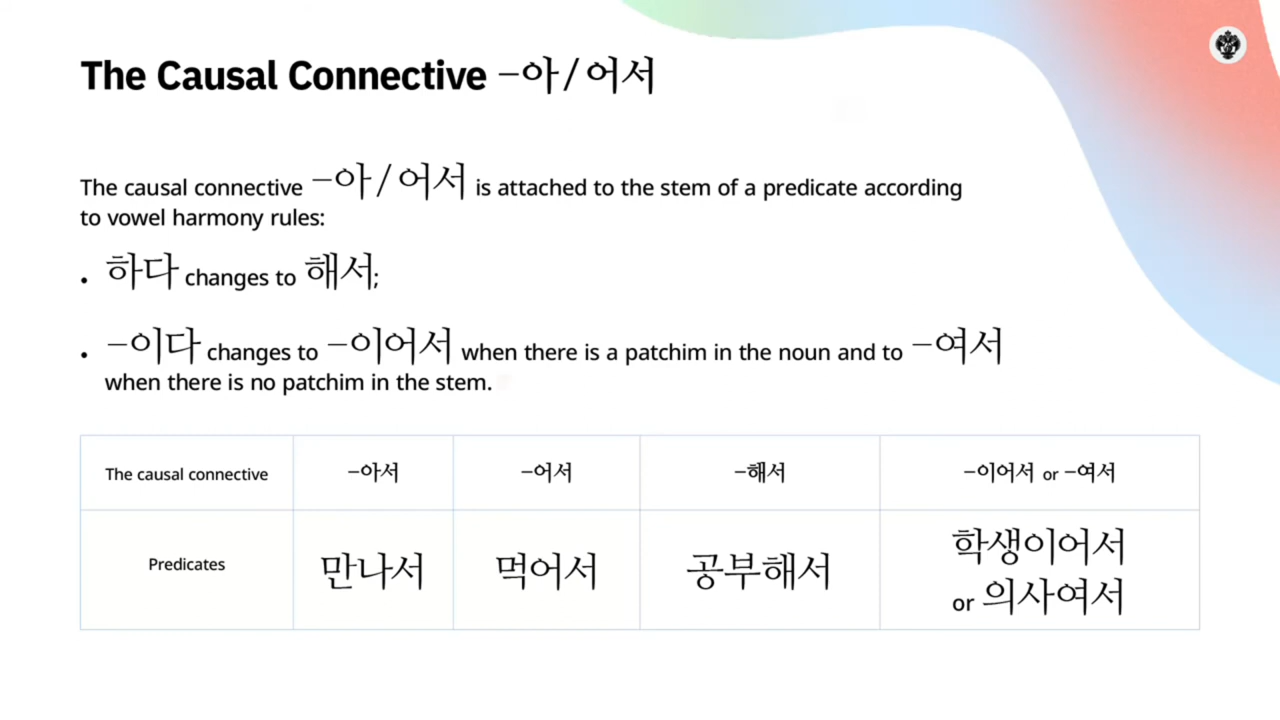 The Causal Connective –아/어서
The causal connective –아/어서 is attached to the stem of a predicate according
to vowel harmony rules:
• 하다 changes to 해서;
• –이다 changes to –이어서 when there is a patchim in the noun and to –여서
when there is no patchim in the stem.
The causal connective –아서 –어서 –해서 –이어서 or –여서
Predicates 만나서 먹어서 공부해서 학생이어서
or 의사여서